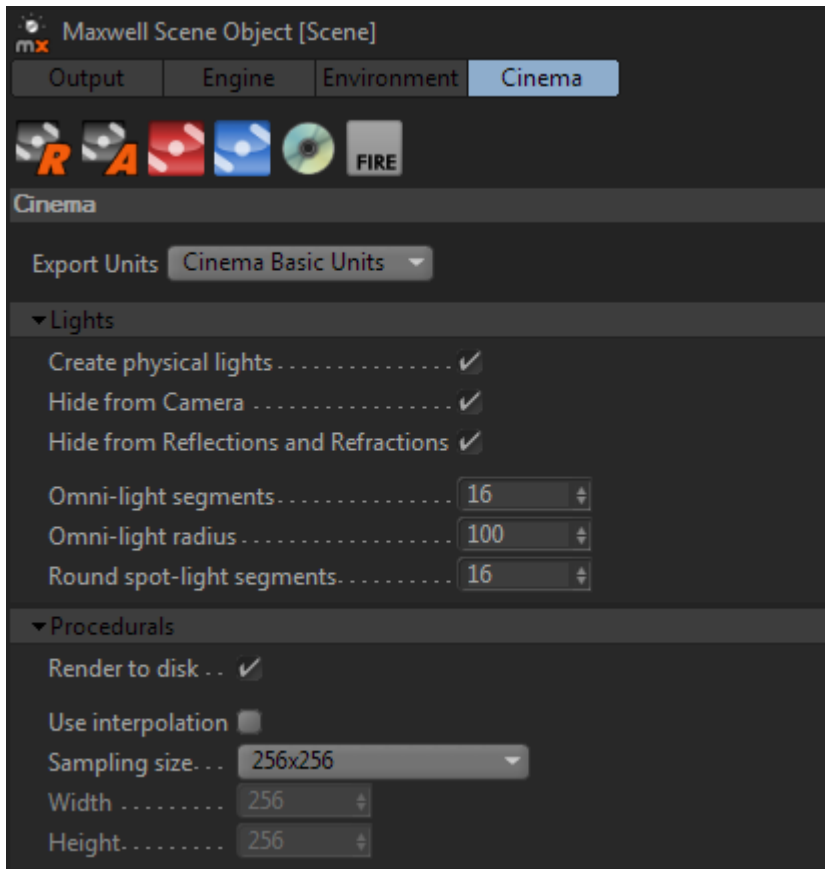 Maxwell Scene Object [Scene]
mx
Output Engine Environment Cinema
R A FIRE
Cinema
Export Units Cinema Basic Units
Lights
Create physical lights
Hide from Camera
Hide from Reflections and Refractions
Omni-light segments 16
Omni-light radius 100
Round spot-light segments 16
Procedurals
Render to disk
Use interpolation
Sampling size 256x256
Width 256
Height 256